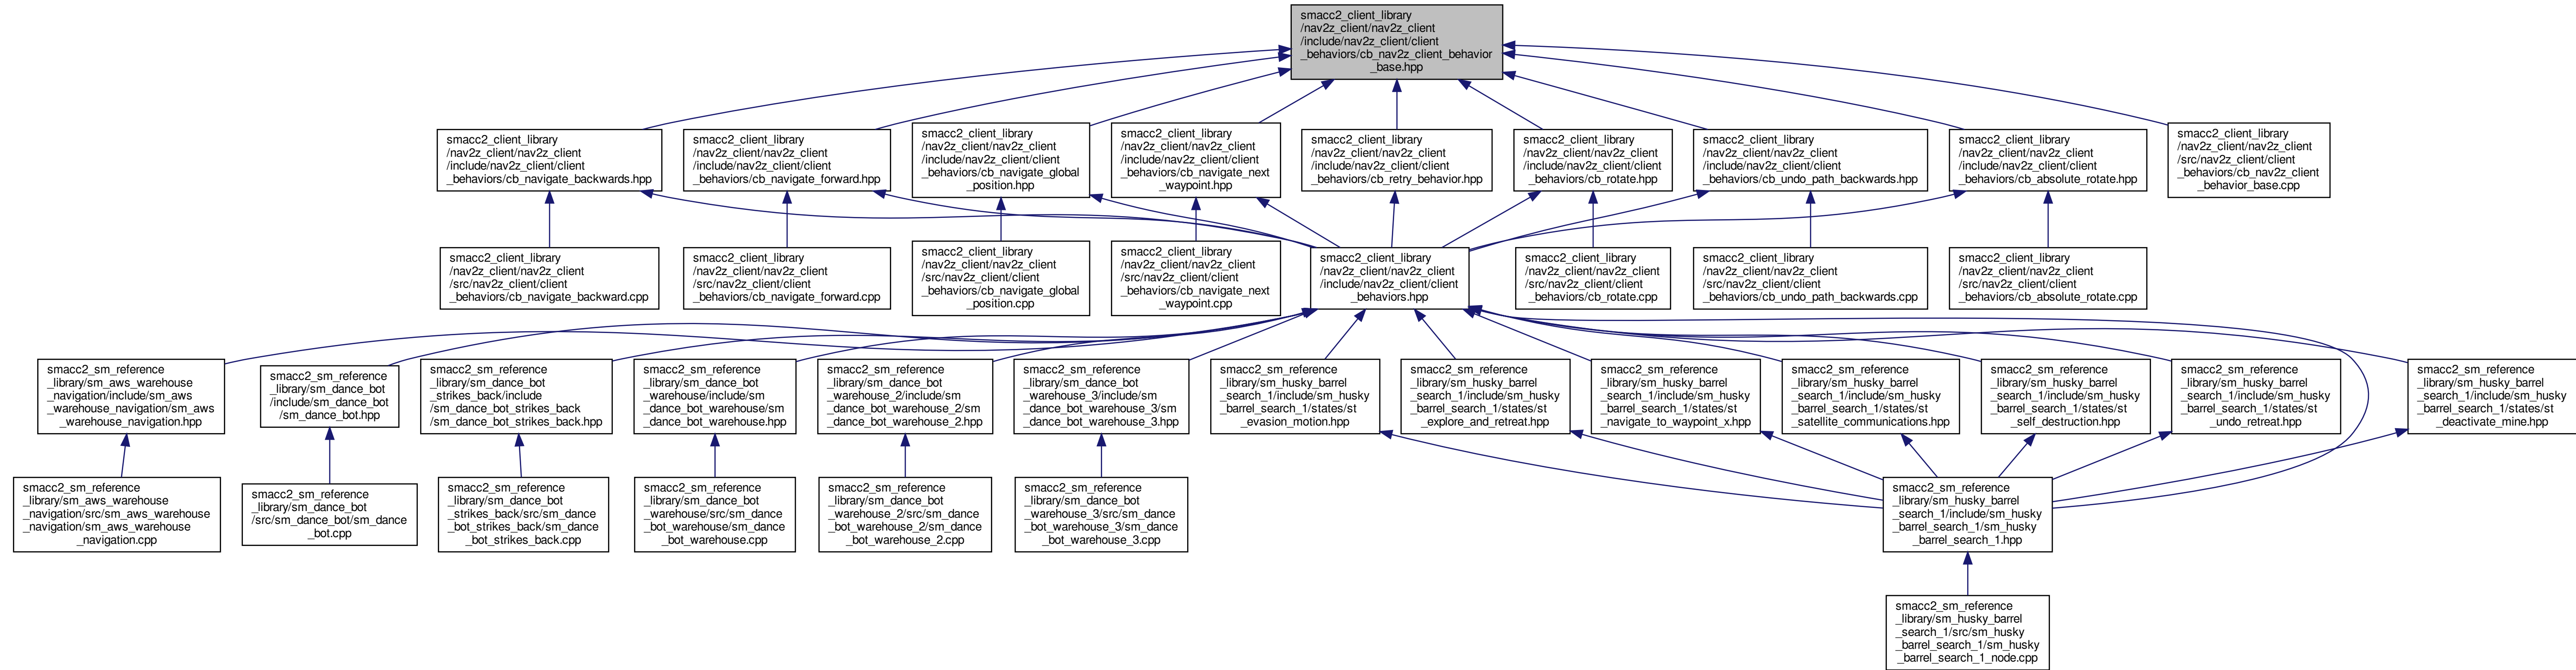 smacc2_client_library
/nav2z_client/nav2z_client
/include/nav2z_client/client
_behaviors/cb_nav2z_client_behavior
_base.hpp
smacc2_client_library
/nav2z_client/nav2z_client
/include/nav2z_client/client
_behaviors/cb_navigate_backwards.hpp
smacc2_client_library
/nav2z_client/nav2z_client
/include/nav2z_client/client
_behaviors/cb_navigate_forward.hpp
smacc2_client_library
/nav2z_client/nav2z_client
/include/nav2z_client/client
_behaviors/cb_navigate_global
_position.hpp
smacc2_client_library
/nav2z_client/nav2z_client
/include/nav2z_client/client
_behaviors/cb_navigate_next
_waypoint.hpp
smacc2_client_library
/nav2z_client/nav2z_client
/include/nav2z_client/client
_behaviors/cb_retry_behavior.hpp
smacc2_client_library
/nav2z_client/nav2z_client
/include/nav2z_client/client
_behaviors/cb_rotate.hpp
smacc2_client_library
/nav2z_client/nav2z_client
/include/nav2z_client/client
_behaviors/cb_undo_path_backwards.hpp
smacc2_client_library
/nav2z_client/nav2z_client
/include/nav2z_client/client
_behaviors/cb_absolute_rotate.hpp
smacc2_client_library
/nav2z_client/nav2z_client
/src/nav2z_client/client
_behaviors/cb_nav2z_client
_behavior_base.cpp
smacc2_client_library
/nav2z_client/nav2z_client
/src/nav2z_client/client
_behaviors/cb_navigate_backward.cpp
smacc2_client_library
/nav2z_client/nav2z_client
/src/nav2z_client/client
_behaviors/cb_navigate_forward.cpp
smacc2_client_library
/nav2z_client/nav2z_client
/src/nav2z_client/client
_behaviors/cb_navigate_global
_position.cpp
smacc2_client_library
/nav2z_client/nav2z_client
/src/nav2z_client/client
_behaviors/cb_navigate_next
_waypoint.cpp
smacc2_client_library
/nav2z_client/nav2z_client
/include/nav2z_client/client
_behaviors.hpp
smacc2_client_library
/nav2z_client/nav2z_client
/src/nav2z_client/client
_behaviors/cb_rotate.cpp
smacc2_client_library
/nav2z_client/nav2z_client
/src/nav2z_client/client
_behaviors/cb_undo_path_backwards.cpp
smacc2_client_library
/nav2z_client/nav2z_client
/src/nav2z_client/client
_behaviors/cb_absolute_rotate.cpp
smacc2_sm_reference
_library/sm_aws_warehouse
_navigation/include/sm_aws
_warehouse_navigation/sm_aws
_warehouse_navigation.hpp
smacc2_sm_reference
_library/sm_dance_bot
/include/sm_dance_bot
/sm_dance_bot.hpp
smacc2_sm_reference
_library/sm_dance_bot
_strikes_back/include
/sm_dance_bot_strikes_back
/sm_dance_bot_strikes_back.hpp
smacc2_sm_reference
_library/sm_dance_bot
_warehouse/include/sm
_dance_bot_warehouse/sm
_dance_bot_warehouse.hpp
smacc2_sm_reference
_library/sm_dance_bot
_warehouse_2/include/sm
_dance_bot_warehouse_2/sm
_dance_bot_warehouse_2.hpp
smacc2_sm_reference
_library/sm_dance_bot
_warehouse_3/include/sm
_dance_bot_warehouse_3/sm
_dance_bot_warehouse_3.hpp
smacc2_sm_reference
_library/sm_husky_barrel
_search_1/include/sm_husky
_barrel_search_1/states/st
_evasion_motion.hpp
smacc2_sm_reference
_library/sm_husky_barrel
_search_1/include/sm_husky
_barrel_search_1/states/st
_explore_and_retreat.hpp
smacc2_sm_reference
_library/sm_husky_barrel
_search_1/include/sm_husky
_barrel_search_1/states/st
_navigate_to_waypoint_x.hpp
smacc2_sm_reference
_library/sm_husky_barrel
_search_1/include/sm_husky
_barrel_search_1/states/st
_satellite_communications.hpp
smacc2_sm_reference
_library/sm_husky_barrel
_search_1/include/sm_husky
_barrel_search_1/states/st
_self_destruction.hpp
smacc2_sm_reference
_library/sm_husky_barrel
_search_1/include/sm_husky
_barrel_search_1/states/st
_undo_retreat.hpp
smacc2_sm_reference
_library/sm_husky_barrel
_search_1/include/sm_husky
_barrel_search_1/states/st
_deactivate_mine.hpp
smacc2_sm_reference
_library/sm_aws_warehouse
_navigation/src/sm_aws_warehouse
_navigation/sm_aws_warehouse
_navigation.cpp
smacc2_sm_reference
_library/sm_dance_bot
/src/sm_dance_bot/sm_dance
_bot.cpp
smacc2_sm_reference
_library/sm_dance_bot
_strikes_back/src/sm_dance
_bot_strikes_back/sm_dance
_bot_strikes_back.cpp
smacc2_sm_reference
_library/sm_dance_bot
_warehouse/src/sm_dance
_bot_warehouse/sm_dance
_bot_warehouse.cpp
smacc2_sm_reference
_library/sm_dance_bot
_warehouse_2/src/sm_dance
_bot_warehouse_2/sm_dance
_bot_warehouse_2.cpp
smacc2_sm_reference
_library/sm_dance_bot
_warehouse_3/src/sm_dance
_bot_warehouse_3/sm_dance
_bot_warehouse_3.cpp
smacc2_sm_reference
_library/sm_husky_barrel
_search_1/include/sm_husky
_barrel_search_1/sm_husky
_barrel_search_1.hpp
smacc2_sm_reference
_library/sm_husky_barrel
_search_1/src/sm_husky
_barrel_search_1/sm_husky
_barrel_search_1_node.cpp